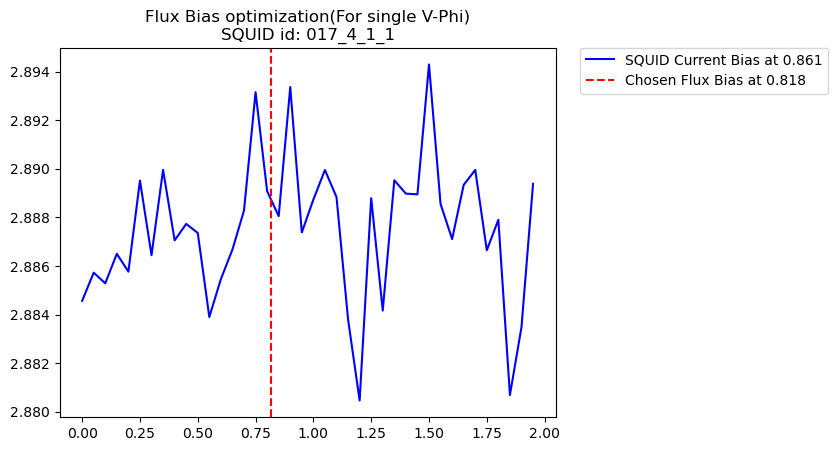 Flux Bias optimization(For single V-Phi)
SQUID id: 017_4_1_1
SQUID Current Bias at 0.861
Chosen Flux Bias at 0.818
2.894
2.892
2.890
2.888
2.886
2.884
2.882
2.880
0.00 0.25 0.50 0.75 1.00 1.25 1.50 1.75 2.00